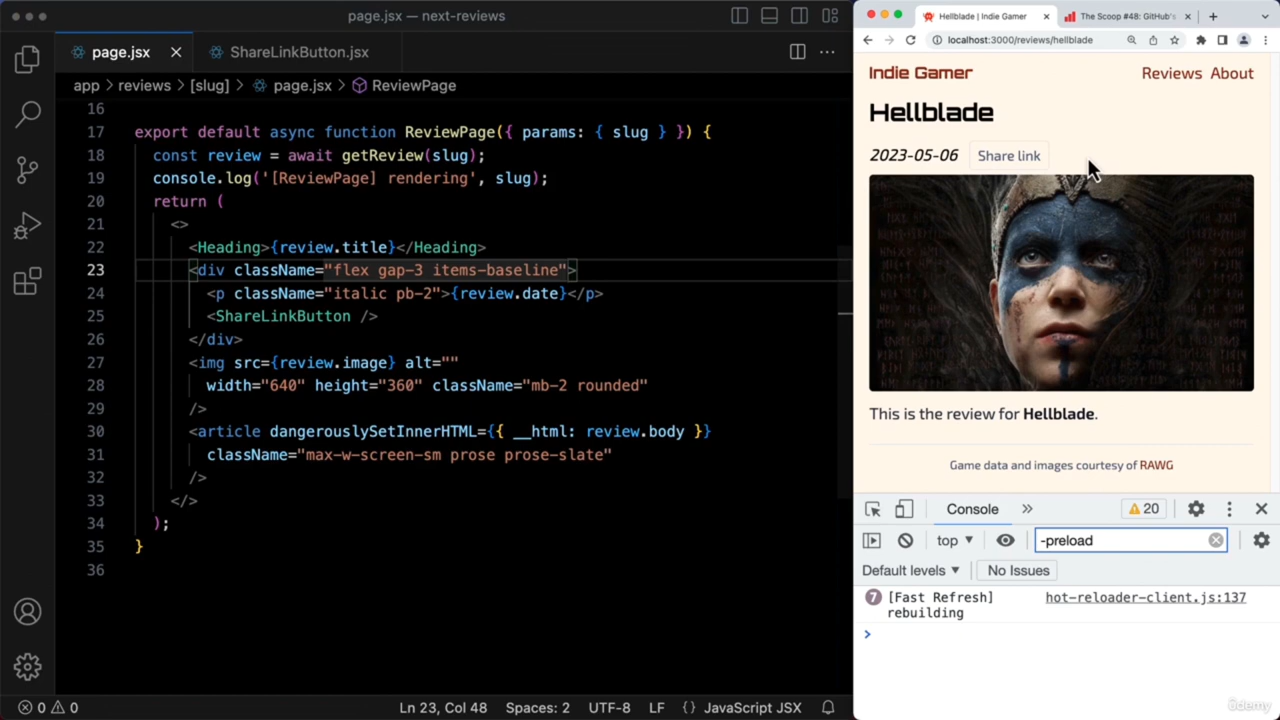 page.jsx — next-reviews
page.jsx
ShareLinkButton.jsx
app > reviews > [slug] > page.jsx > ReviewPage
16
17 export default async function ReviewPage({ params: { slug } }) {
18 const review = await getReview(slug);
19 console.log('[ReviewPage] rendering', slug);
20 return (
21 <>
22 <Heading>{review.title}</Heading>
23 <div className="flex gap-3 items-baseline">
24 <p className="italic pb-2">{review.date}</p>
25 <ShareLinkButton />
26 </div>
27 <img src={review.image} alt=""
28 width="640" height="360" className="mb-2 rounded"
29 />
30 <article dangerouslySetInnerHTML={{ __html: review.body }}
31 className="max-w-screen-sm prose prose-slate"
32 />
33 </>
34 );
35 }
36
0 0 Ln 23, Col 48 Spaces: 2 UTF-8 LF {} JavaScript JSX
Hellblade | Indie Gamer
The Scoop #48: GitHub's
localhost:3000/reviews/hellblade
Indie Gamer Reviews About
Hellblade
2023-05-06 Share link
This is the review for Hellblade.
Game data and images courtesy of RAWG
Console » 20
top -preload
Default levels No Issues
7 [Fast Refresh] hot-reloader-client.js:137
rebuilding
>
ûdemy